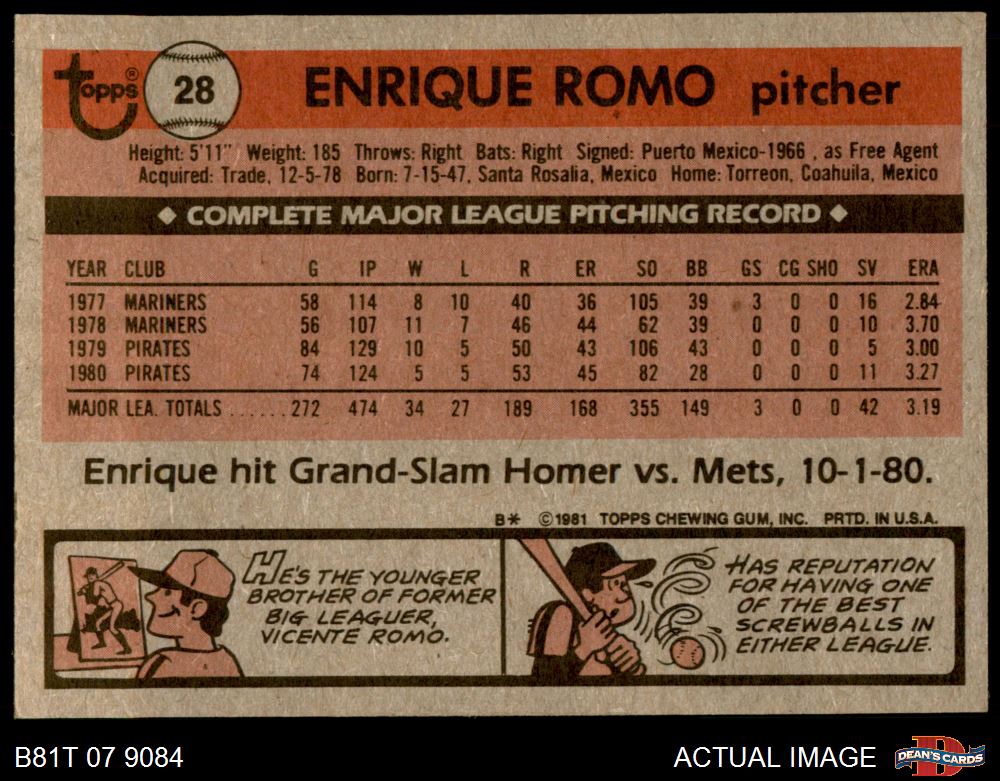 Topps® 28 ENRIQUE ROMO pitcher
Height: 5'11" Weight: 185 Throws: Right Bats: Right Signed: Puerto Mexico-1966 , as Free Agent
Acquired: Trade, 12-5-78 Born: 7-15-47, Santa Rosalia, Mexico Home: Torreon, Coahuila, Mexico
◆ COMPLETE MAJOR LEAGUE PITCHING RECORD ◆
YEAR CLUB G IP W L R ER SO BB GS CG SHO SV ERA
1977 MARINERS 58 114 8 10 40 36 105 39 3 0 0 16 2.84
1978 MARINERS 56 107 11 7 46 44 62 39 0 0 0 10 3.70
1979 PIRATES 84 129 10 5 50 43 106 43 0 0 0 5 3.00
1980 PIRATES 74 124 5 5 53 45 82 28 0 0 0 11 3.27
MAJOR LEA. TOTALS ...... 272 474 34 27 189 168 355 149 3 0 0 42 3.19
Enrique hit Grand-Slam Homer vs. Mets, 10-1-80.
B* ©1981 TOPPS CHEWING GUM, INC. PRTD. IN U.S.A.
HE'S THE YOUNGER
BROTHER OF FORMER
BIG LEAGUER,
VICENTE ROMO.
HAS REPUTATION
FOR HAVING ONE
OF THE BEST
SCREWBALLS IN
EITHER LEAGUE.
B81T 07 9084 ACTUAL IMAGE D DEAN'S CARDS